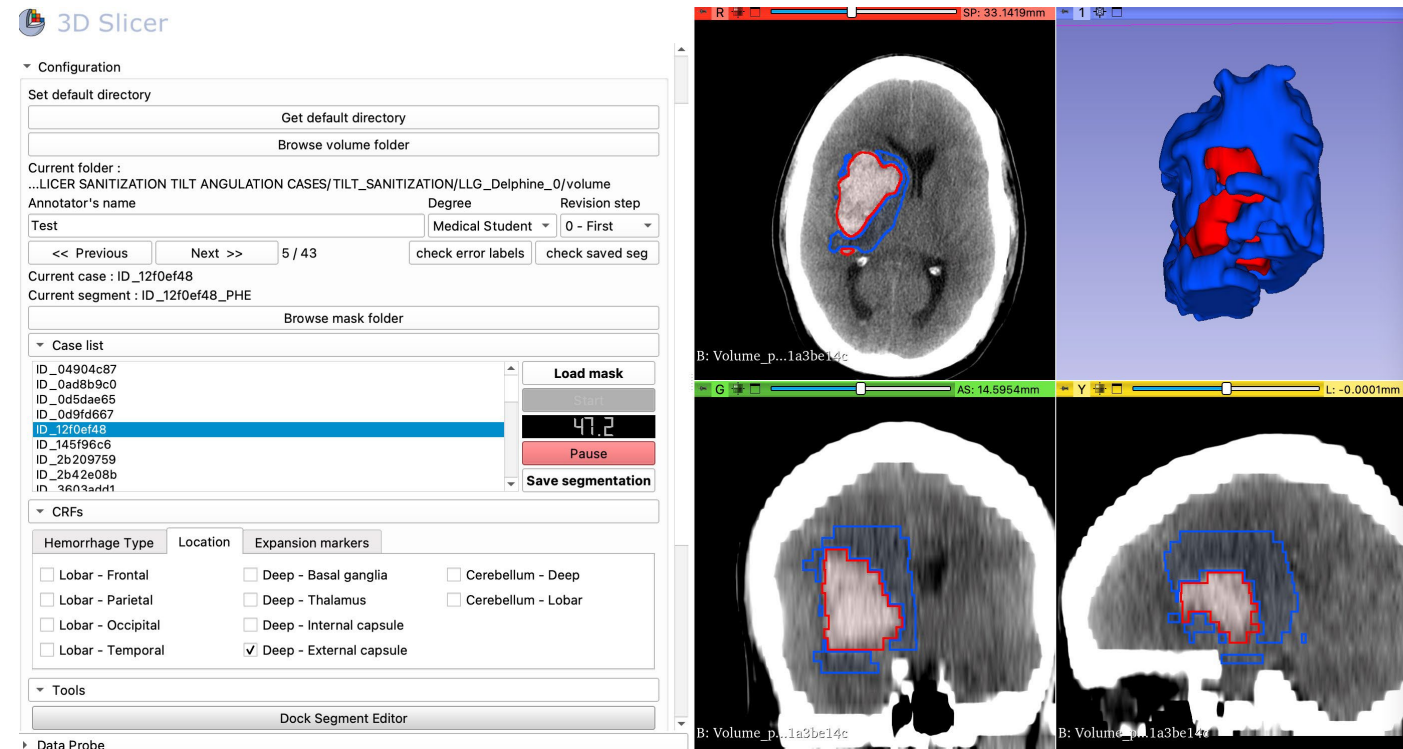 3D Slicer
Configuration
Set default directory
Get default directory
Browse volume folder
Current folder :
...LICER SANITIZATION TILT ANGULATION CASES/TILT_SANITIZATION/LLG_Delphine_0/volume
Annotator's name Degree Revision step
Test Medical Student 0 - First
<< Previous Next >> 5 / 43 check error labels check saved seg
Current case : ID_12f0ef48
Current segment : ID_12f0ef48_PHE
Browse mask folder
Case list
ID_04904c87
ID_0ad8b9c0
ID_0d5dae65
ID_0d9fd667
ID_12f0ef48
ID_145f96c6
ID_2b209759
ID_2b42e08b
ID_3603add1
Load mask
Start
47.2
Pause
Save segmentation
CRFs
Hemorrhage Type Location Expansion markers
Lobar - Frontal Deep - Basal ganglia Cerebellum - Deep
Lobar - Parietal Deep - Thalamus Cerebellum - Lobar
Lobar - Occipital Deep - Internal capsule
Lobar - Temporal Deep - External capsule
Tools
Dock Segment Editor
Data Probe
R SP: 33.1419mm
B: Volume_p...1a3be14c
1
G AS: 14.5954mm
B: Volume_p...1a3be14c
Y L: -0.0001mm
B: Volume_p...1a3be14c